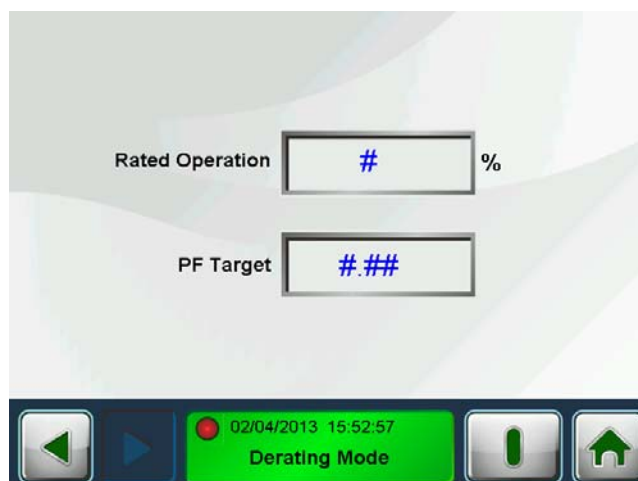 Rated Operation # %
PF Target #.##
02/04/2013 15:52:57
Derating Mode